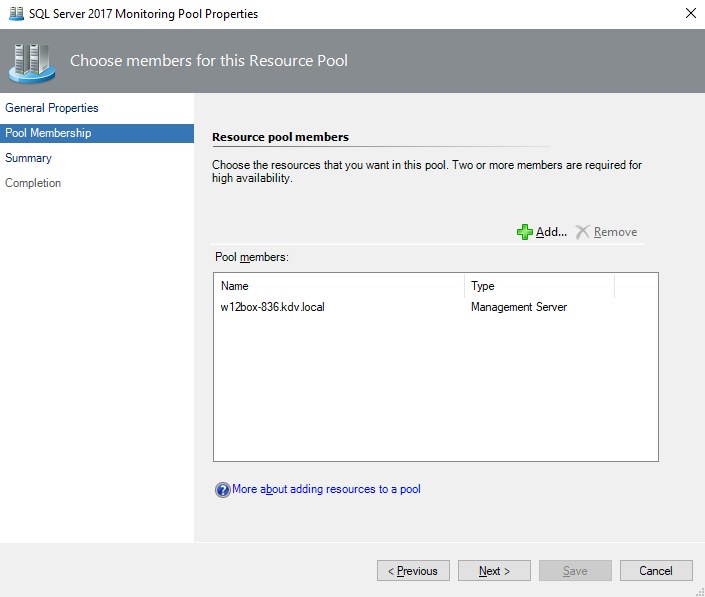 SQL Server 2017 Monitoring Pool Properties
Choose members for this Resource Pool
General Properties
Pool Membership
Summary
Completion
Resource pool members
Choose the resources that you want in this pool. Two or more members are required for
high availability.
Add... Remove
Pool members:
Name Type
w12box-836.kdv.local Management Server
More about adding resources to a pool
< Previous Next > Save Cancel